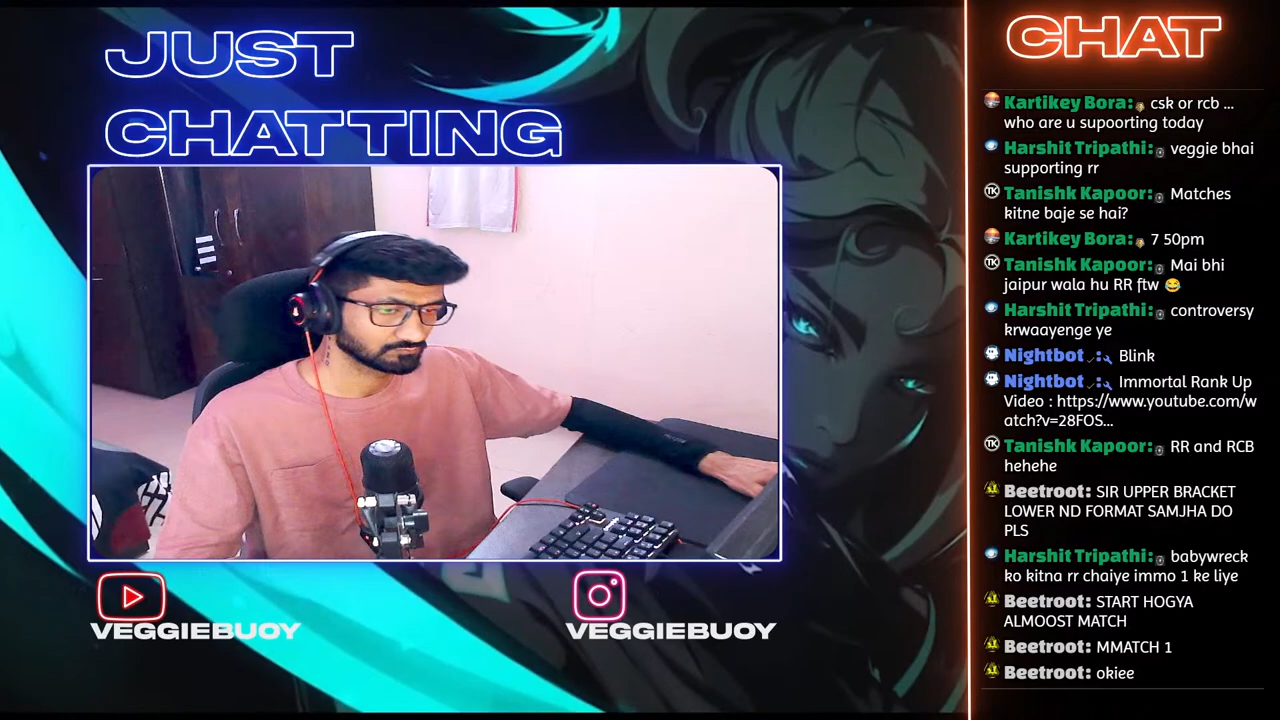 JUST
CHATTING
VEGGIEBUOY
VEGGIEBUOY
CHAT
Kartikey Bora: csk or rcb ...
who are u supoorting today
Harshit Tripathi: veggie bhai
supporting rr
TK Tanishk Kapoor: Matches
kitne baje se hai?
Kartikey Bora: 7 50pm
TK Tanishk Kapoor: Mai bhi
jaipur wala hu RR ftw 😂
Harshit Tripathi: controversy
krwaayenge ye
Nightbot: Blink
Nightbot: Immortal Rank Up
Video : https://www.youtube.com/w
atch?v=28FOS...
TK Tanishk Kapoor: RR and RCB
hehehe
Beetroot: SIR UPPER BRACKET
LOWER ND FORMAT SAMJHA DO
PLS
Harshit Tripathi: babywreck
ko kitna rr chaiye immo 1 ke liye
Beetroot: START HOGYA
ALMOOST MATCH
Beetroot: MMATCH 1
Beetroot: okiee